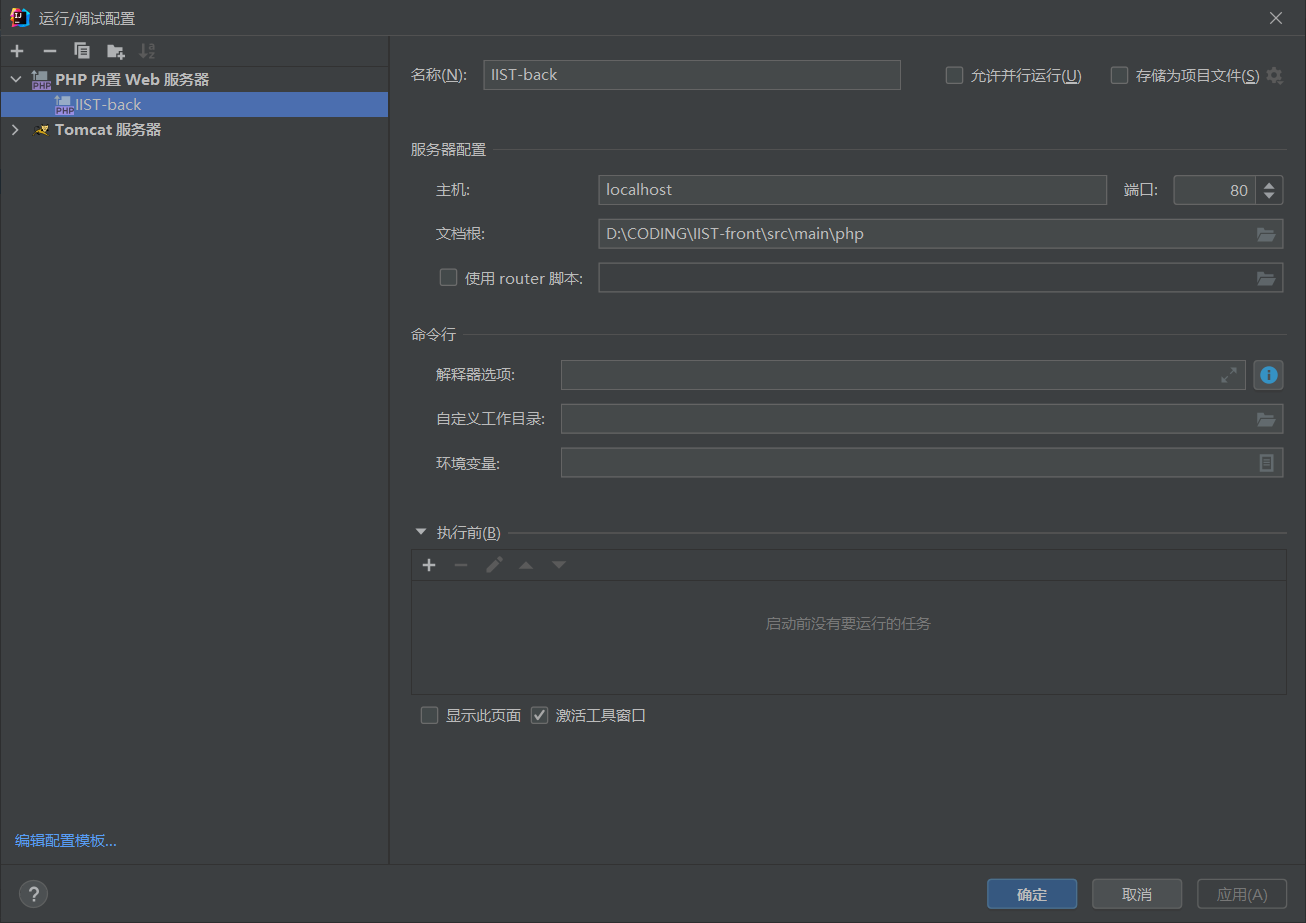 运行/调试配置
PHP 内置 Web 服务器
IIST-back
Tomcat 服务器
编辑配置模板...
名称(N): IIST-back 允许并行运行(U) 存储为项目文件(S)
服务器配置
主机: localhost 端口: 80
文档根: D:\CODING\IIST-front\src\main\php
使用 router 脚本:
命令行
解释器选项:
自定义工作目录:
环境变量:
执行前(B)
启动前没有要运行的任务
显示此页面 激活工具窗口
? 确定 取消 应用(A)